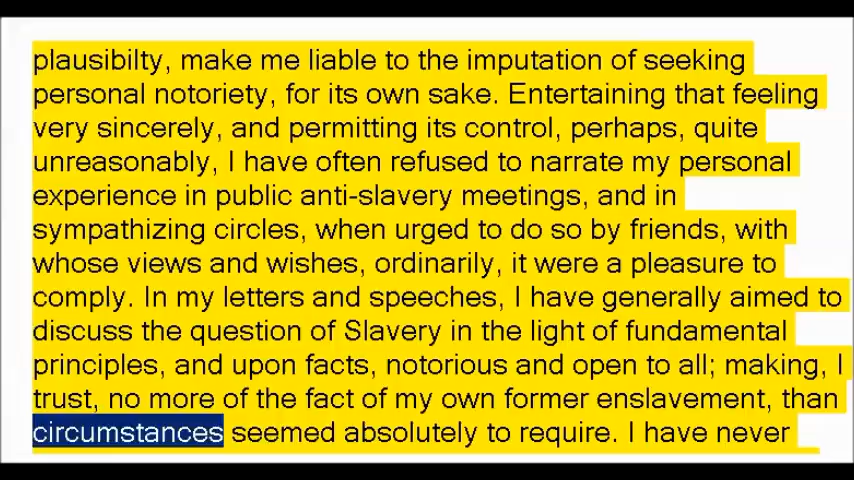 plausibilty, make me liable to the imputation of seeking
personal notoriety, for its own sake. Entertaining that feeling
very sincerely, and permitting its control, perhaps, quite
unreasonably, I have often refused to narrate my personal
experience in public anti-slavery meetings, and in
sympathizing circles, when urged to do so by friends, with
whose views and wishes, ordinarily, it were a pleasure to
comply. In my letters and speeches, I have generally aimed to
discuss the question of Slavery in the light of fundamental
principles, and upon facts, notorious and open to all; making, I
trust, no more of the fact of my own former enslavement, than
circumstances seemed absolutely to require. I have never